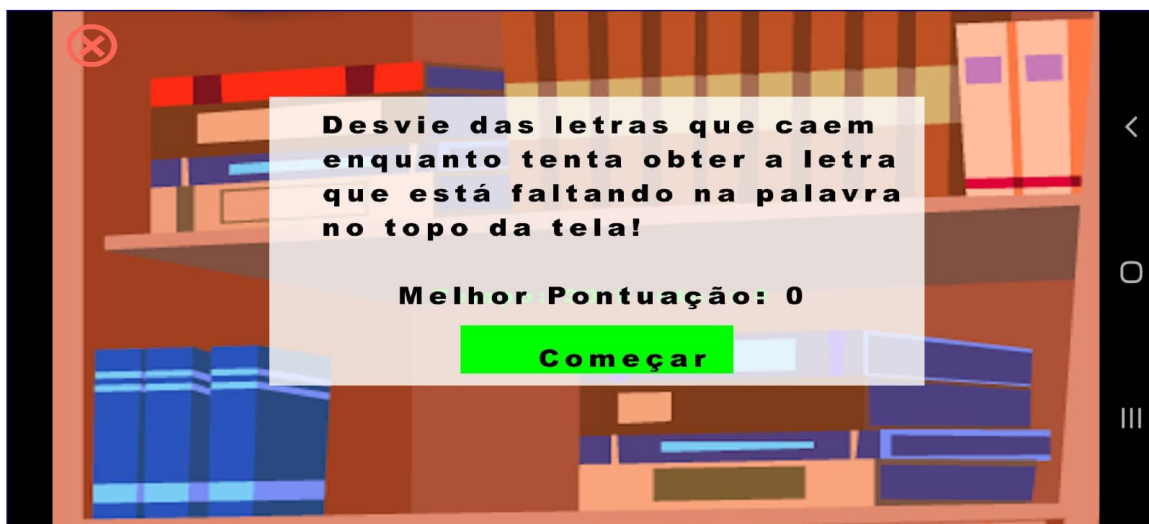 Desvie das letras que caem
enquanto tenta obter a letra
que está faltando na palavra
no topo da tela!
Melhor Pontuação: 0
Começar